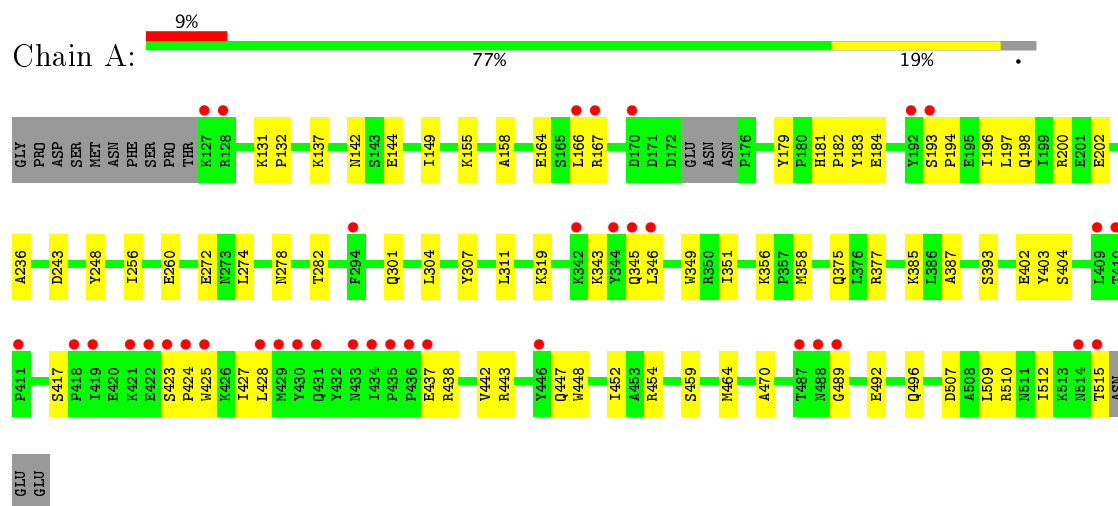 9%
Chain A:
77% 19% •
GLY PRO ASP SER MET ASN PHE SER PRO THR K127 R128 K131 P132 K137 N142 S143 E144 I149 K155 A158 E164 S165 L166 R167 D170 D171 D172 GLU ASN ASN P176 Y179 P180 H181 P182 Y183 E184 Y192 S193 P194 E195 I196 L197 Q198 I199 R200 E201 E202
A236 D243 Y248 I256 E260 E272 N273 L274 N278 T282 F294 Q301 L304 Y307 L311 K319 K342 K343 Y344 Q345 L346 W349 R350 I351 K356 P357 M358 Q375 L376 R377 K385 L386 A387 S393 E402 Y403 S404 L409 T410
P411 S417 P418 I419 E420 K421 E422 S423 P424 W425 K426 I427 L428 M429 Y430 Q431 Y432 N433 I434 P435 P436 E437 R438 V442 R443 Y446 Q447 W448 I452 A453 R454 S459 M464 A470 T487 N488 G489 E492 Q496 D507 A508 L509 R510 N511 I512 K513 N514 T515 ASN
GLU GLU